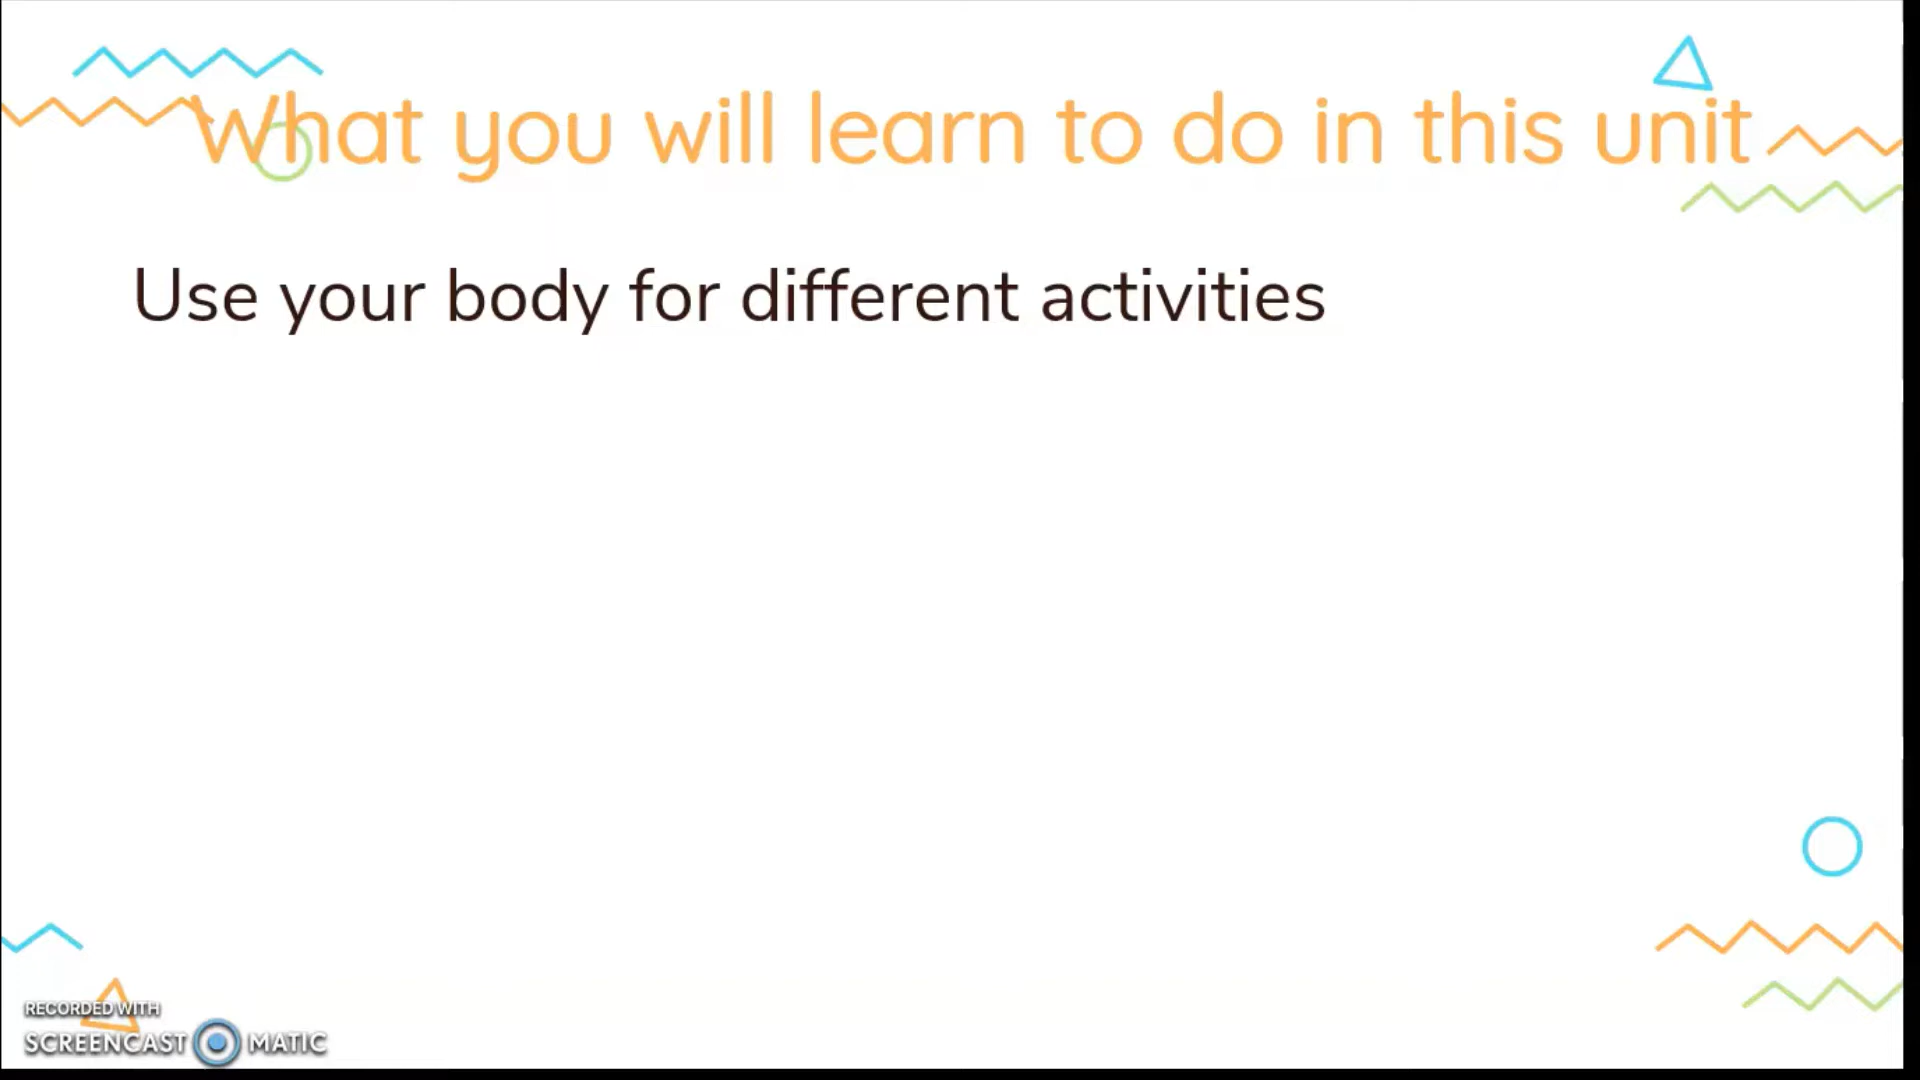 What you will learn to do in this unit
Use your body for different activities
RECORDED WITH
SCREENCAST MATIC